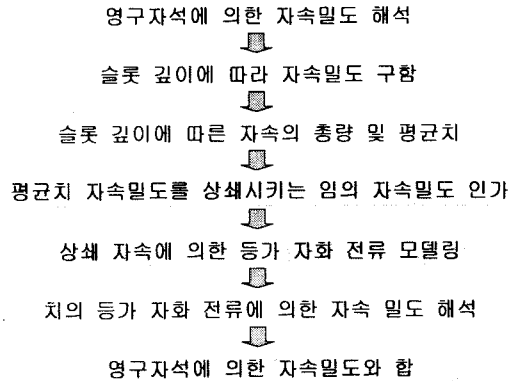 영구자석에 의한 자속밀도 해석
슬롯 깊이에 따라 자속밀도 구함
슬롯 깊이에 따른 자속의 총량 및 평균치
평균치 자속밀도를 상쇄시키는 임의 자속밀도 인가
상쇄 자속에 의한 등가 자화 전류 모델링
치의 등가 자화 전류에 의한 자속 밀도 해석
영구자석에 의한 자속밀도와 합